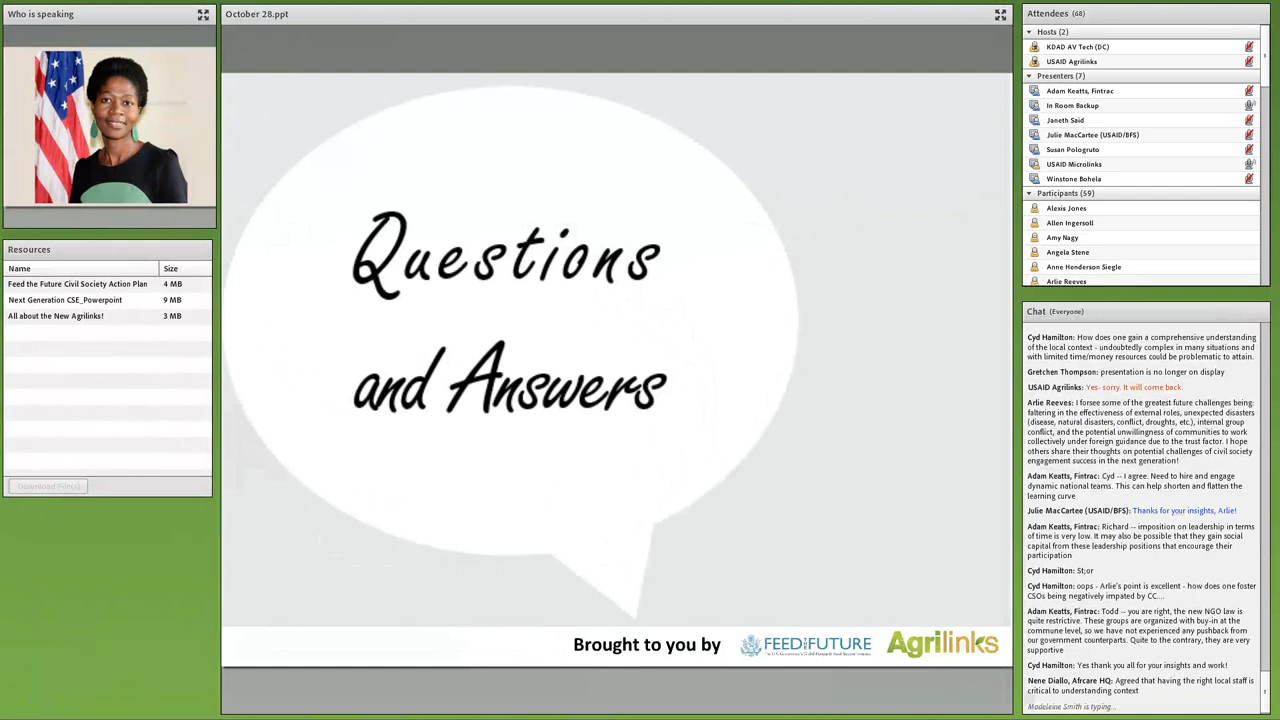 Who is speaking
Resources
Name Size
Feed the Future Civil Society Action Plan 4 MB
Next Generation CSE_Powerpoint 9 MB
All about the New Agrilinks! 3 MB
Download File(s)
October 28.ppt
Questions
and Answers
Brought to you by FEED THE FUTURE Agrilinks
Attendees (68)
Hosts (2)
KDAD AV Tech (DC)
USAID Agrilinks
Presenters (7)
Adam Keatts, Fintrac
In Room Backup
Janeth Said
Julie MacCartee (USAID/BFS)
Susan Pologruto
USAID Microlinks
Winstone Bohela
Participants (59)
Alexis Jones
Allen Ingersoll
Amy Nagy
Angela Stene
Anne Henderson Siegle
Arlie Reeves
Chat (Everyone)
Cyd Hamilton: How does one gain a comprehensive understanding
of the local context - undoubtedly complex in many situations and
with limited time/money resources could be problematic to attain.
Gretchen Thompson: presentation is no longer on display
USAID Agrilinks: Yes- sorry. It will come back.
Arlie Reeves: I forsee some of the greatest future challenges being:
faltering in the effectiveness of external roles, unexpected disasters
(disease, natural disasters, conflict, droughts, etc.), internal group
conflict, and the potential unwillingness of communities to work
collectively under foreign guidance due to the trust factor. I hope
others share their thoughts on potential challenges of civil society
engagement success in the next generation!
Adam Keatts, Fintrac: Cyd -- I agree. Need to hire and engage
dynamic national teams. This can help shorten and flatten the
learning curve
Julie MacCartee (USAID/BFS): Thanks for your insights, Arlie!
Adam Keatts, Fintrac: Richard -- imposition on leadership in terms
of time is very low. It may also be possible that they gain social
capital from these leadership positions that encourage their
participation
Cyd Hamilton: St;or
Cyd Hamilton: oops - Arlie's point is excellent - how does one foster
CSOs being negatively impated by CC....
Adam Keatts, Fintrac: Todd -- you are right, the new NGO law is
quite restrictive. These groups are organized with buy-in at the
commune level, so we have not experienced any pushback from
our government counterparts. Quite to the contrary, they are very
supportive
Cyd Hamilton: Yes thank you all for your insights and work!
Nene Diallo, Afrcare HQ: Agreed that having the right local staff is
critical to understanding context
Madeleine Smith is typing...